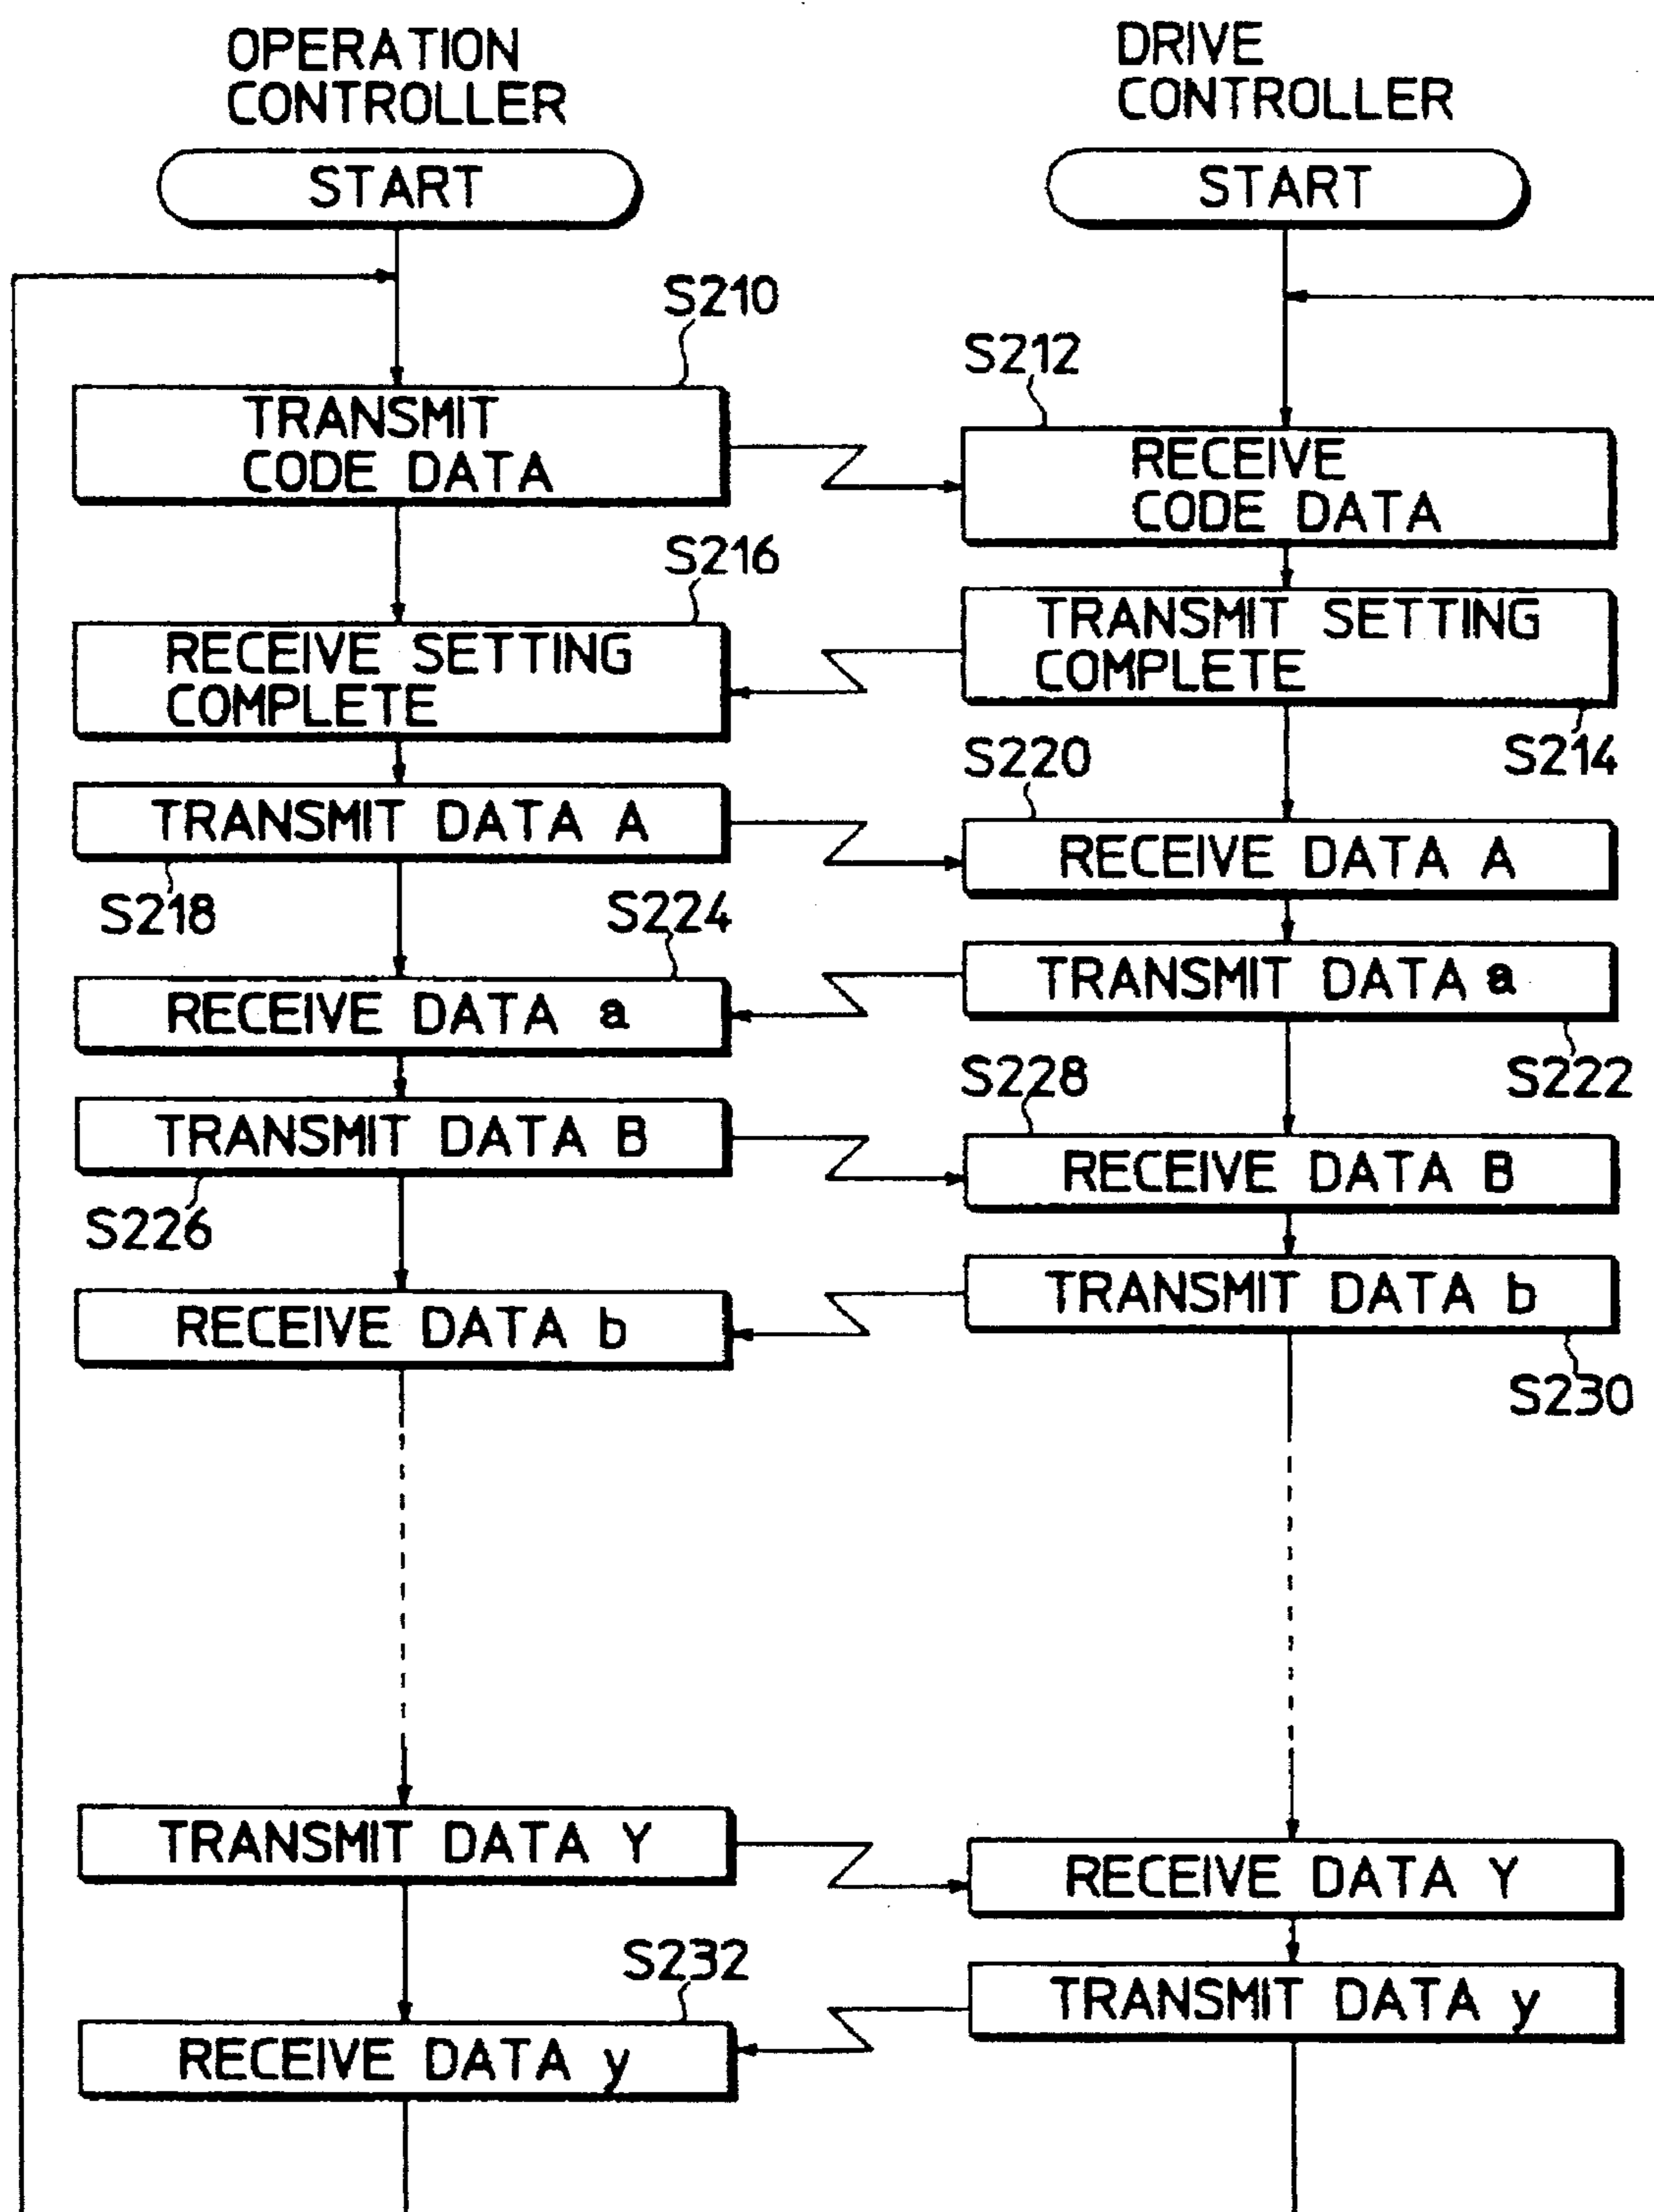 OPERATION
CONTROLLER
DRIVE
CONTROLLER
START
START
S210
S212
TRANSMIT
CODE DATA
RECEIVE
CODE DATA
S216
RECEIVE SETTING
COMPLETE
TRANSMIT SETTING
COMPLETE
S214
S220
TRANSMIT DATA A
RECEIVE DATA A
S218
S224
RECEIVE DATA a
TRANSMIT DATA a
S222
S228
TRANSMIT DATA B
RECEIVE DATA B
S226
RECEIVE DATA b
TRANSMIT DATA b
S230
TRANSMIT DATA Y
RECEIVE DATA Y
S232
TRANSMIT DATA y
RECEIVE DATA y